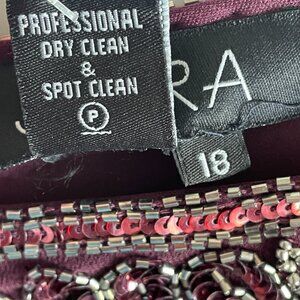 PROFESSIONAL
DRY CLEAN
&
SPOT CLEAN
P
RA
18